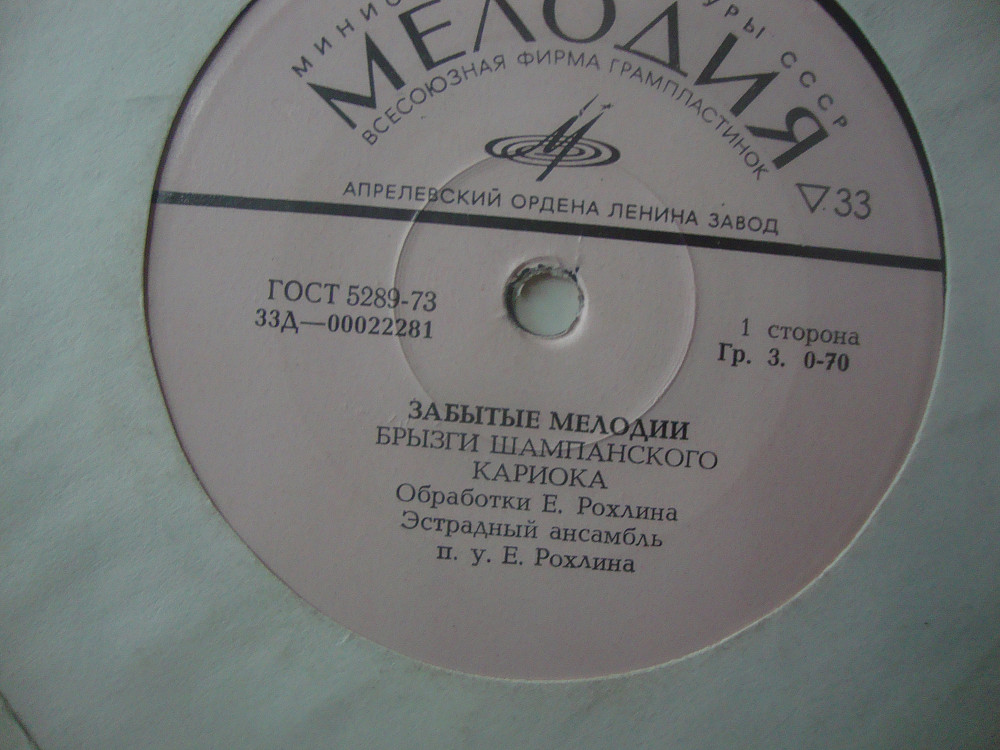 СССР
МЕЛОДИЯ
ВСЕСОЮЗНАЯ ФИРМА ГРАМПЛАСТИНОК
АПРЕЛЕВСКИЙ ОРДЕНА ЛЕНИНА ЗАВОД
33
ГОСТ 5289-73
33Д—00022281
1 сторона
Гр. 3. 0-70
ЗАБЫТЫЕ МЕЛОДИИ
БРЫЗГИ ШАМПАНСКОГО
КАРИОКА
Обработки Е. Рохлина
Эстрадный ансамбль
п. у. Е. Рохлина